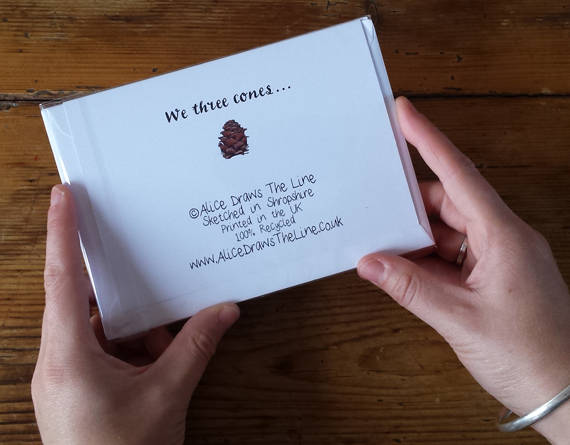 We three cones...
©Alice Draws The Line
Sketched in Shropshire
Printed in the UK
100% Recycled
www.AliceDrawsTheLine.co.uk